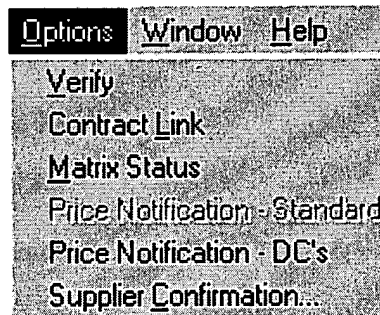 Options Window Help
Verify
Contract Link
Matrix Status
Price Notification - Standard
Price Notification - DC's
Supplier Confirmation...